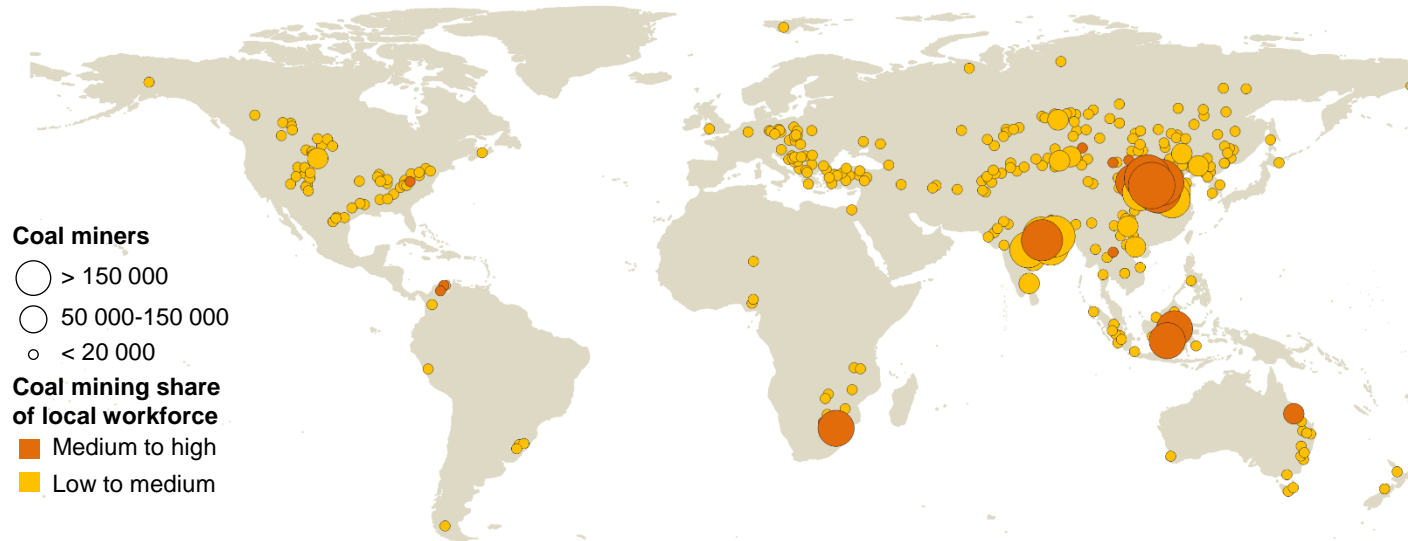 Coal miners
> 150 000
50 000-150 000
< 20 000
Coal mining share
of local workforce
Medium to high
Low to medium